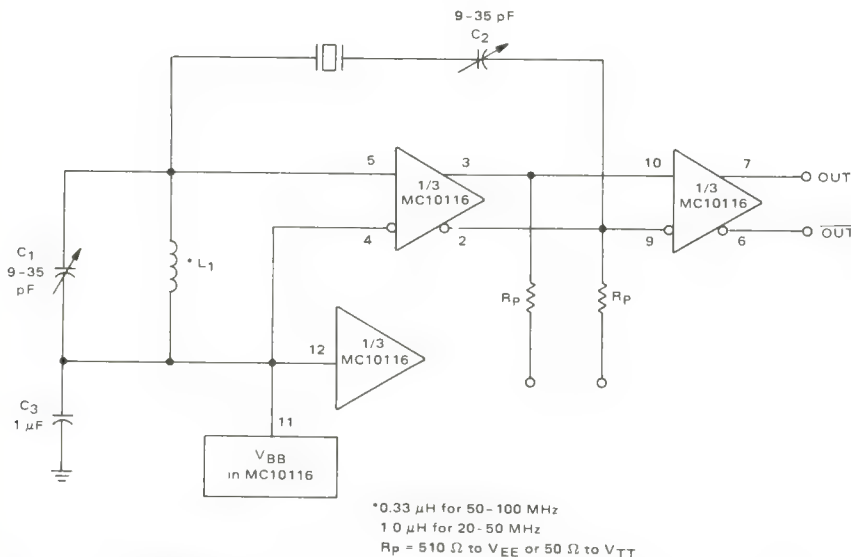 9-35 pF
C2
5
3
10
7
OUT
1/3
MC10116
1/3
MC10116
4
2
9
6
OUT
C1
9-35
pF
*L1
Rp
Rp
12
1/3
MC10116
C3
1 µF
11
VBB
in MC10116
*0.33 µH for 50-100 MHz
1 0 µH for 20-50 MHz
Rp = 510 Ω to VEE or 50 Ω to VTT